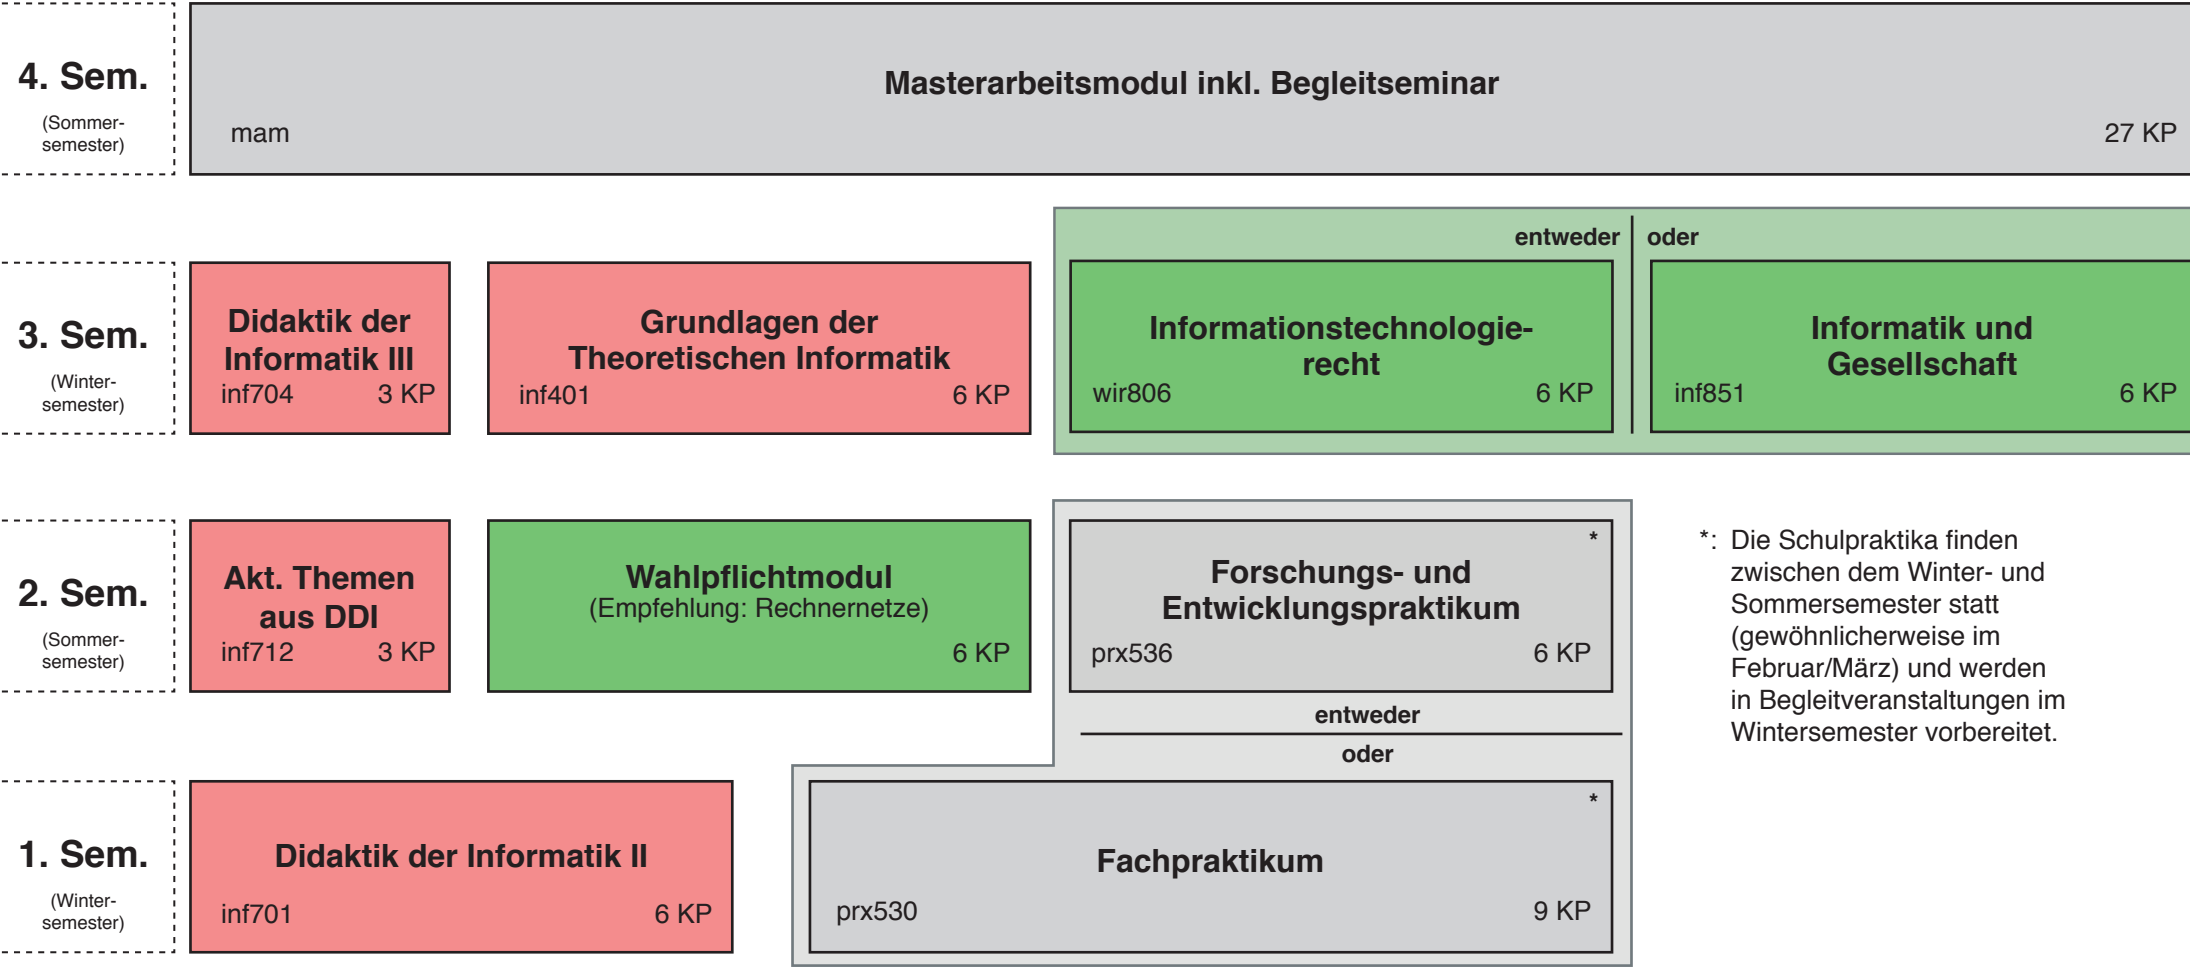 4. Sem.
(Sommer-
semester)
Masterarbeitsmodul inkl. Begleitseminar
mam
27 KP
3. Sem.
(Winter-
semester)
Didaktik der
Informatik III
inf704 3 KP
Grundlagen der
Theoretischen Informatik
inf401 6 KP
entweder oder
Informationstechnologie-
recht
wir806 6 KP
Informatik und
Gesellschaft
inf851 6 KP
2. Sem.
(Sommer-
semester)
Akt. Themen
aus DDI
inf712 3 KP
Wahlpflichtmodul
(Empfehlung: Rechnernetze)
6 KP
*
Forschungs- und
Entwicklungspraktikum
prx536 6 KP
entweder
oder
*: Die Schulpraktika finden
zwischen dem Winter- und
Sommersemester statt
(gewöhnlicherweise im
Februar/März) und werden
in Begleitveranstaltungen im
Wintersemester vorbereitet.
1. Sem.
(Winter-
semester)
Didaktik der Informatik II
inf701 6 KP
*
Fachpraktikum
prx530 9 KP